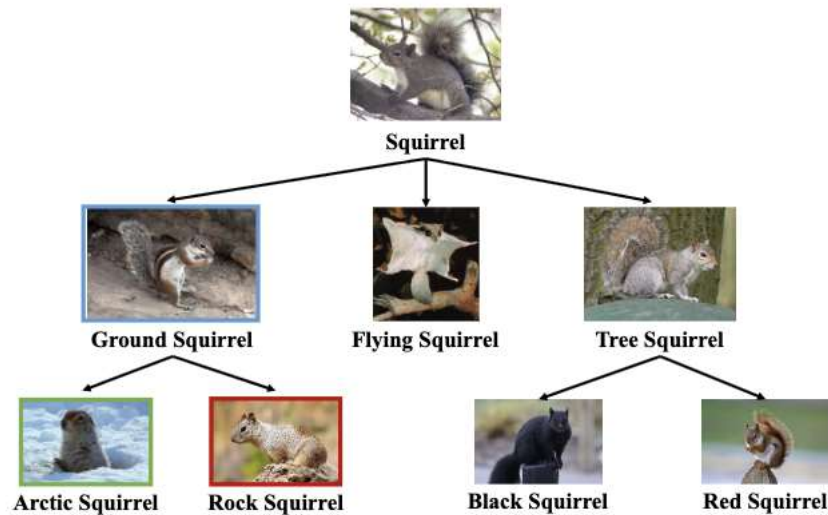 Squirrel
Ground Squirrel
Flying Squirrel
Tree Squirrel
Arctic Squirrel
Rock Squirrel
Black Squirrel
Red Squirrel